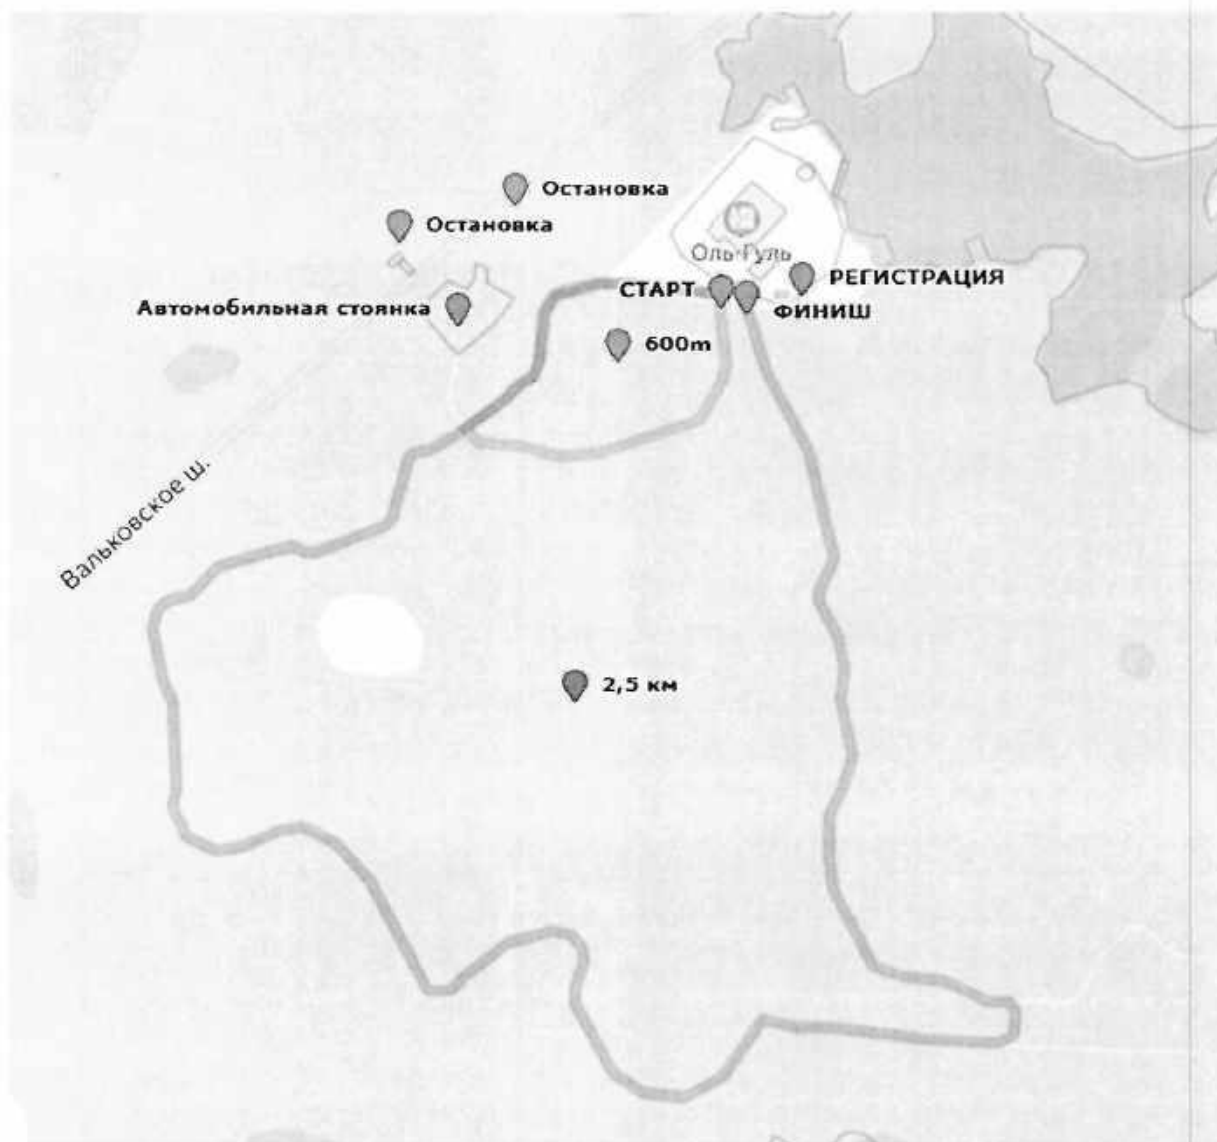 Остановка
Остановка
Оль-Гуль
РЕГИСТРАЦИЯ
СТАРТ
ФИНИШ
Автомобильная стоянка
600m
Вальковское ш.
2,5 км